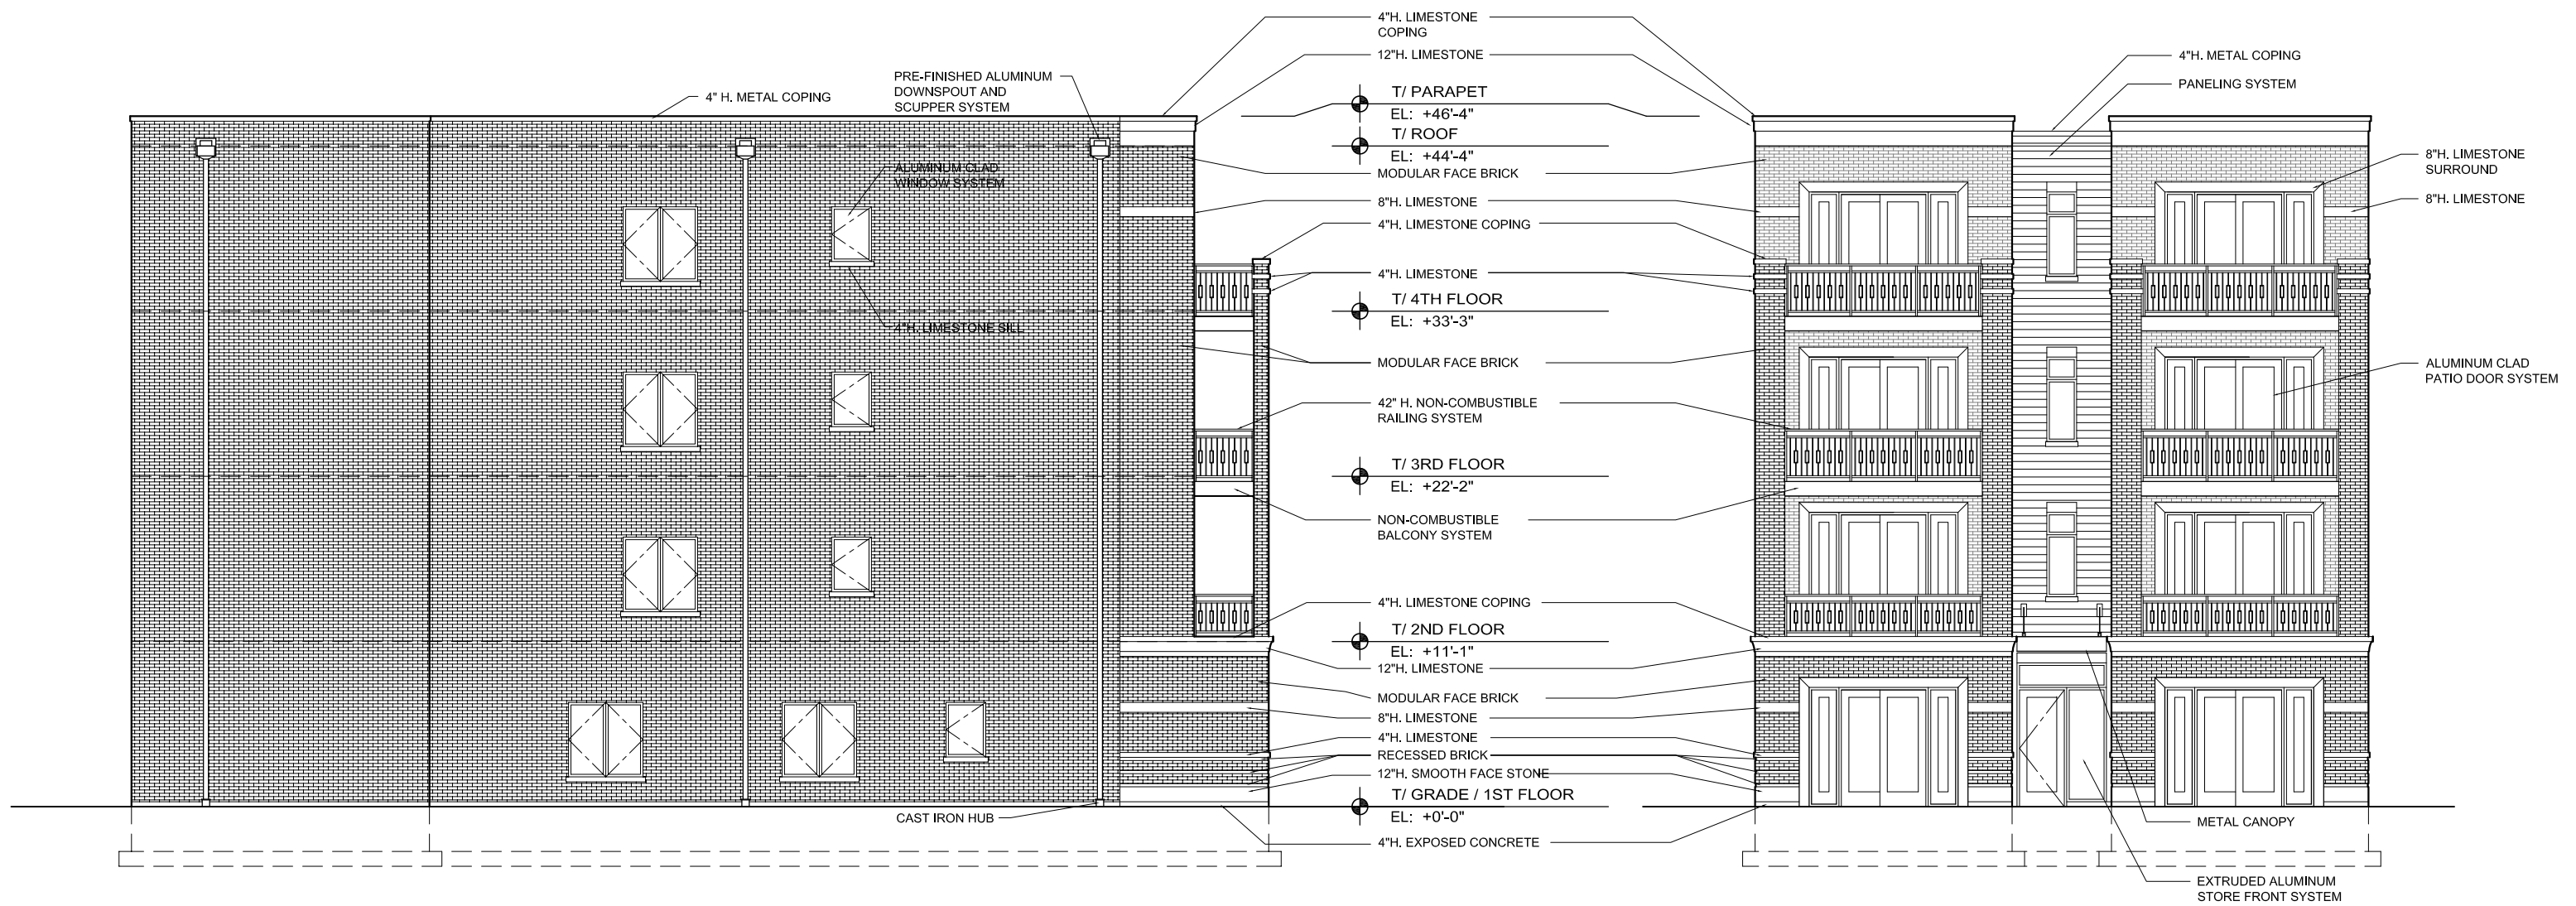 4" H. METAL COPING
PRE-FINISHED ALUMINUM
DOWNSPOUT AND
SCUPPER SYSTEM
ALUMINUM CLAD
WINDOW SYSTEM
4"H. LIMESTONE SILL
CAST IRON HUB
4"H. LIMESTONE
COPING
12"H. LIMESTONE
T/ PARAPET
EL: +46'-4"
T/ ROOF
EL: +44'-4"
MODULAR FACE BRICK
8"H. LIMESTONE
4"H. LIMESTONE COPING
4"H. LIMESTONE
T/ 4TH FLOOR
EL: +33'-3"
MODULAR FACE BRICK
42" H. NON-COMBUSTIBLE
RAILING SYSTEM
T/ 3RD FLOOR
EL: +22'-2"
NON-COMBUSTIBLE
BALCONY SYSTEM
4"H. LIMESTONE COPING
T/ 2ND FLOOR
EL: +11'-1"
12"H. LIMESTONE
MODULAR FACE BRICK
8"H. LIMESTONE
4"H. LIMESTONE
RECESSED BRICK
12"H. SMOOTH FACE STONE
T/ GRADE / 1ST FLOOR
EL: +0'-0"
4"H. EXPOSED CONCRETE
4"H. METAL COPING
PANELING SYSTEM
8"H. LIMESTONE
SURROUND
8"H. LIMESTONE
ALUMINUM CLAD
PATIO DOOR SYSTEM
METAL CANOPY
EXTRUDED ALUMINUM
STORE FRONT SYSTEM